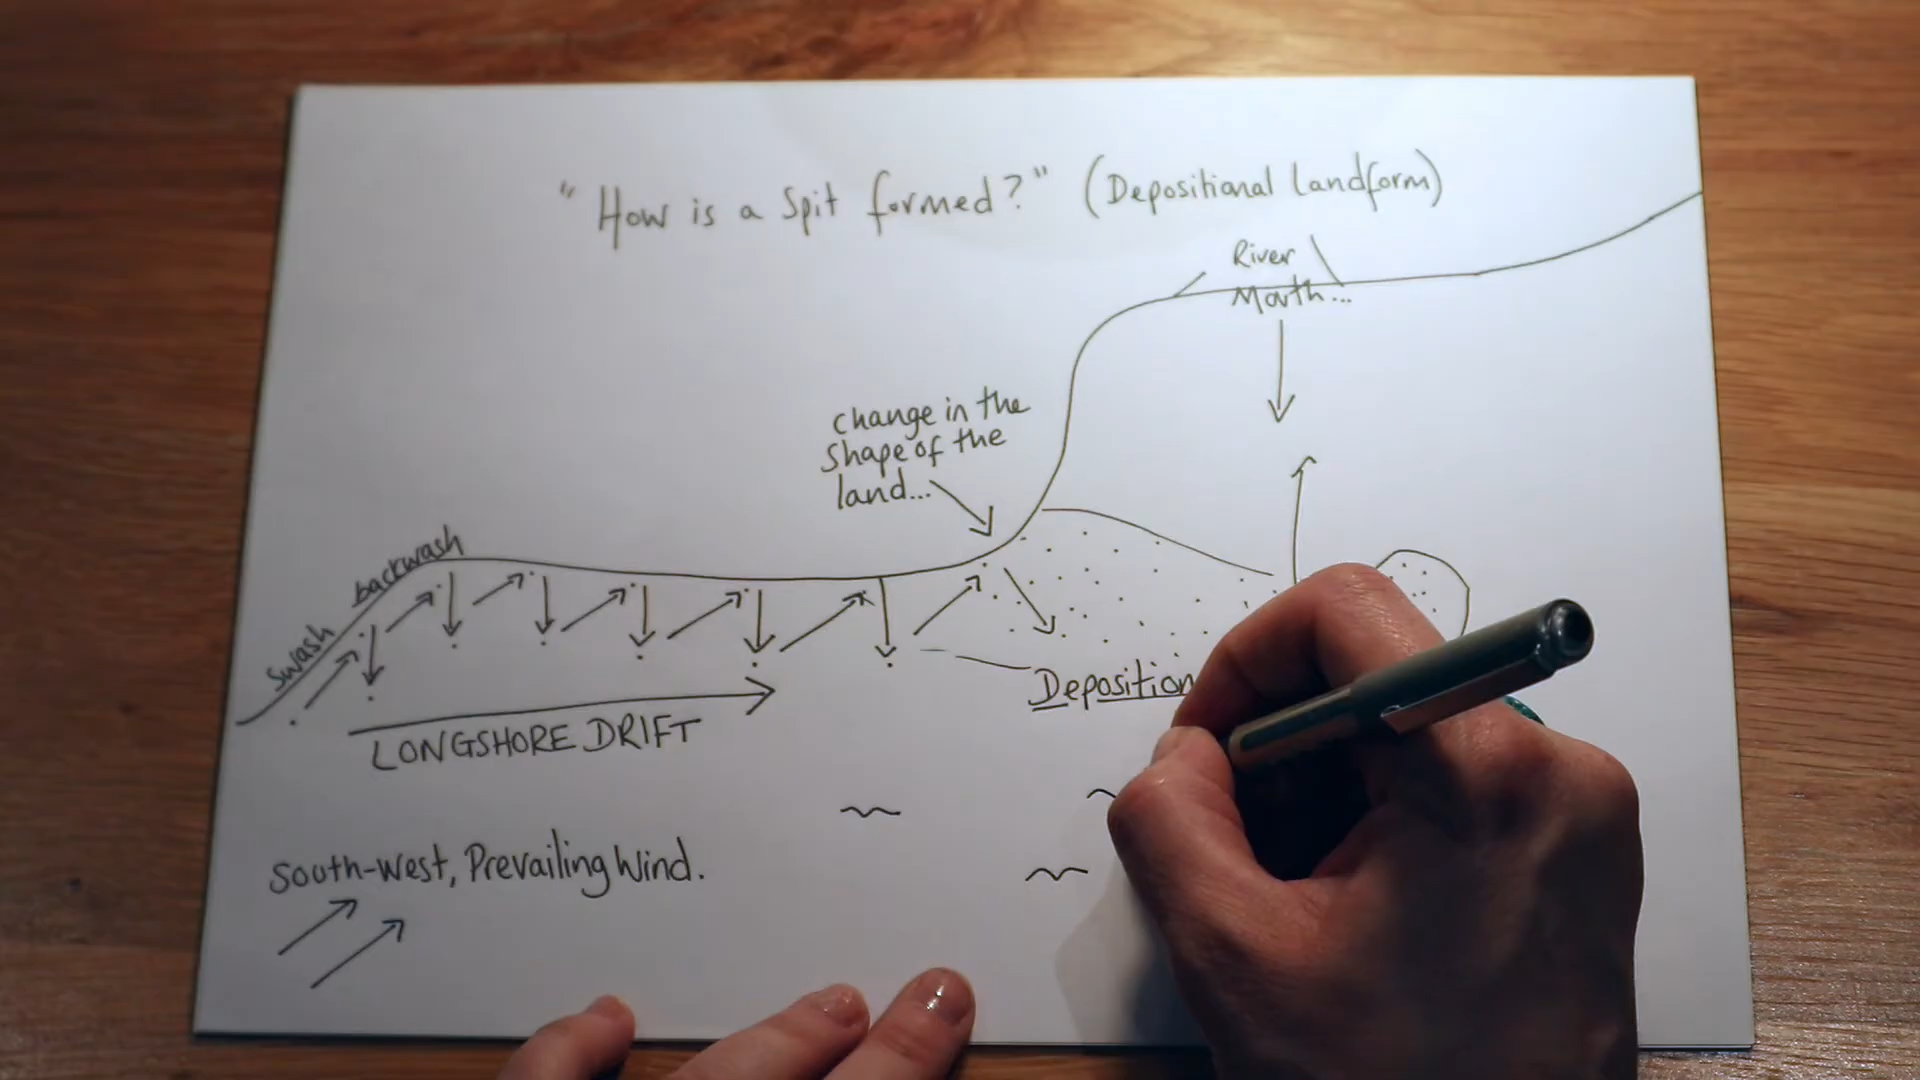 "How is a Spit formed?" (Depositional Landform)
River
Mouth...
change in the
shape of the
land...
backwash
Swash
Deposition
LONGSHORE DRIFT
South-West, Prevailing Wind.